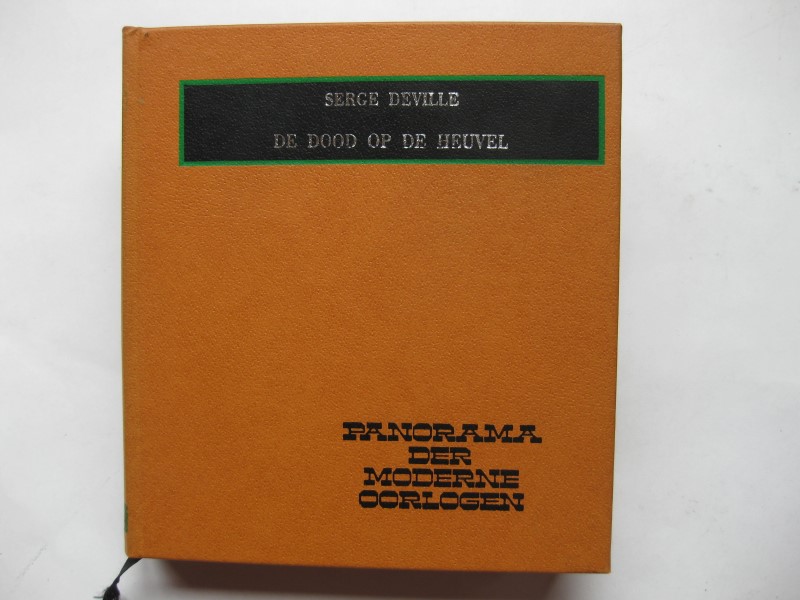 SERGE DEVILLE
DE DOOD OP DE HEUVEL
PANORAMA
DER
MODERNE
OORLOGEN